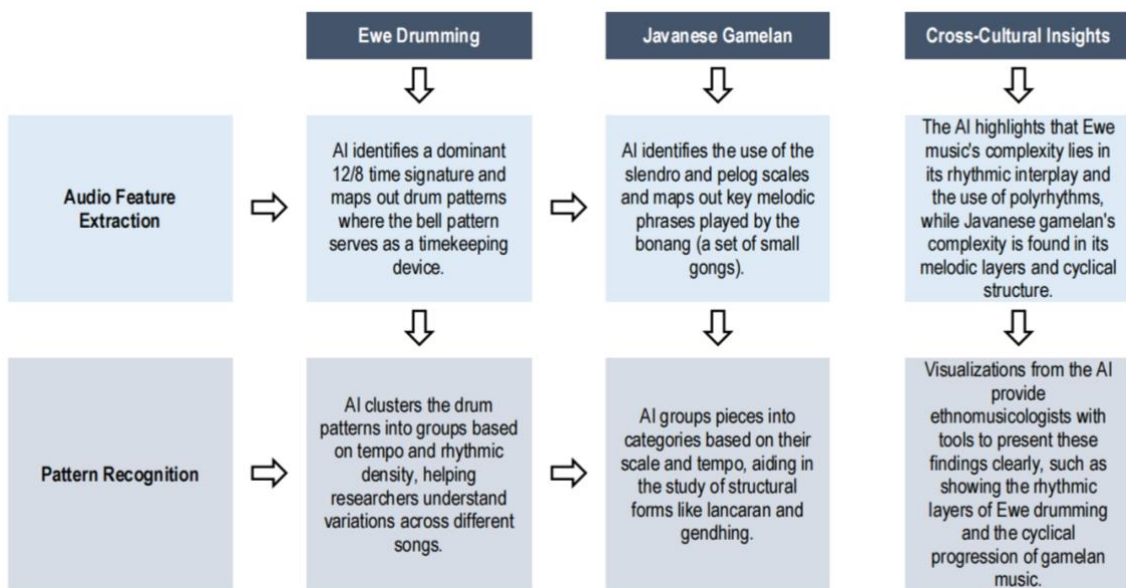 Ewe Drumming
Javanese Gamelan
Cross-Cultural Insights
Audio Feature
Extraction
AI identifies a dominant
12/8 time signature and
maps out drum patterns
where the bell pattern
serves as a timekeeping
device.
AI identifies the use of the
slendro and pelog scales
and maps out key melodic
phrases played by the
bonang (a set of small
gongs).
The AI highlights that Ewe
music's complexity lies in
its rhythmic interplay and
the use of polyrhythms,
while Javanese gamelan's
complexity is found in its
melodic layers and cyclical
structure.
Pattern Recognition
AI clusters the drum
patterns into groups based
on tempo and rhythmic
density, helping
researchers understand
variations across different
songs.
AI groups pieces into
categories based on their
scale and tempo, aiding in
the study of structural
forms like lancaran and
gendhing.
Visualizations from the AI
provide
ethnomusicologists with
tools to present these
findings clearly, such as
showing the rhythmic
layers of Ewe drumming
and the cyclical
progression of gamelan
music.